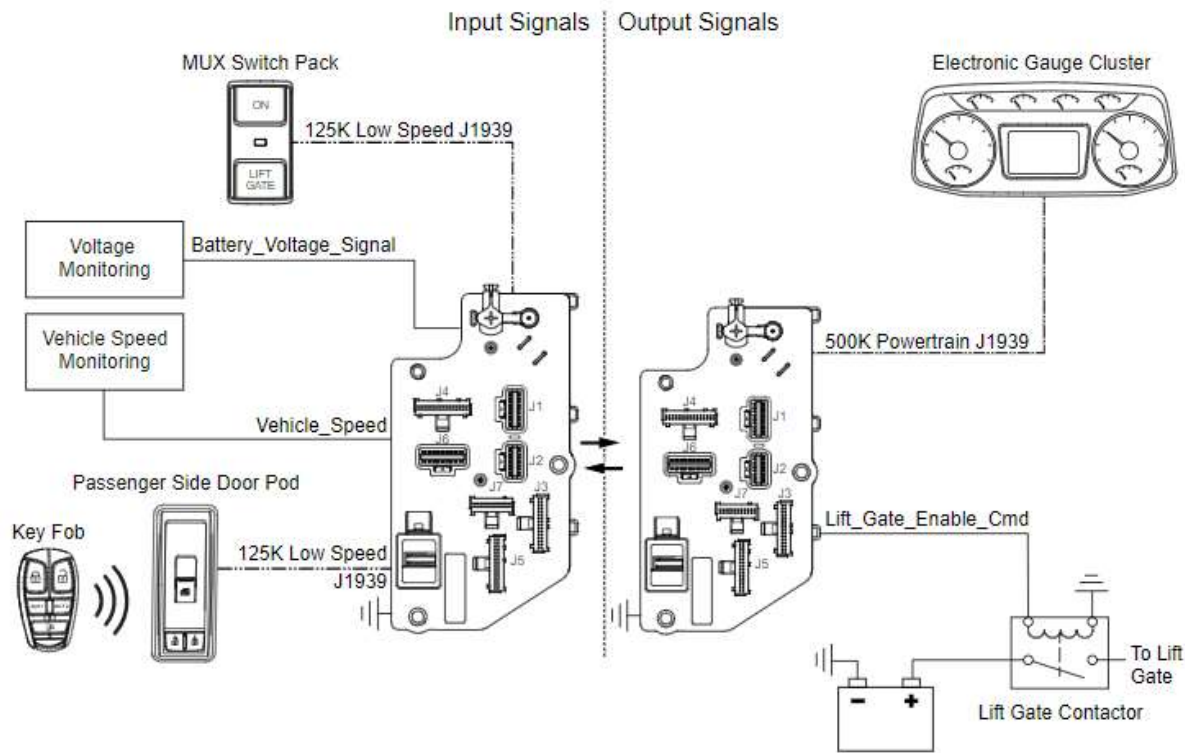 Input Signals
Output Signals
MUX Switch Pack
ON
LIFT
GATE
125K Low Speed J1939
Electronic Gauge Cluster
Voltage
Monitoring
Battery_Voltage_Signal
Vehicle Speed
Monitoring
Vehicle_Speed
500K Powertrain J1939
J4
J1
J6
J2
J7
J3
J5
J4
J1
J6
J2
J7
J3
J5
Passenger Side Door Pod
Key Fob
125K Low Speed
J1939
Lift_Gate_Enable_Cmd
To Lift
Gate
Lift Gate Contactor